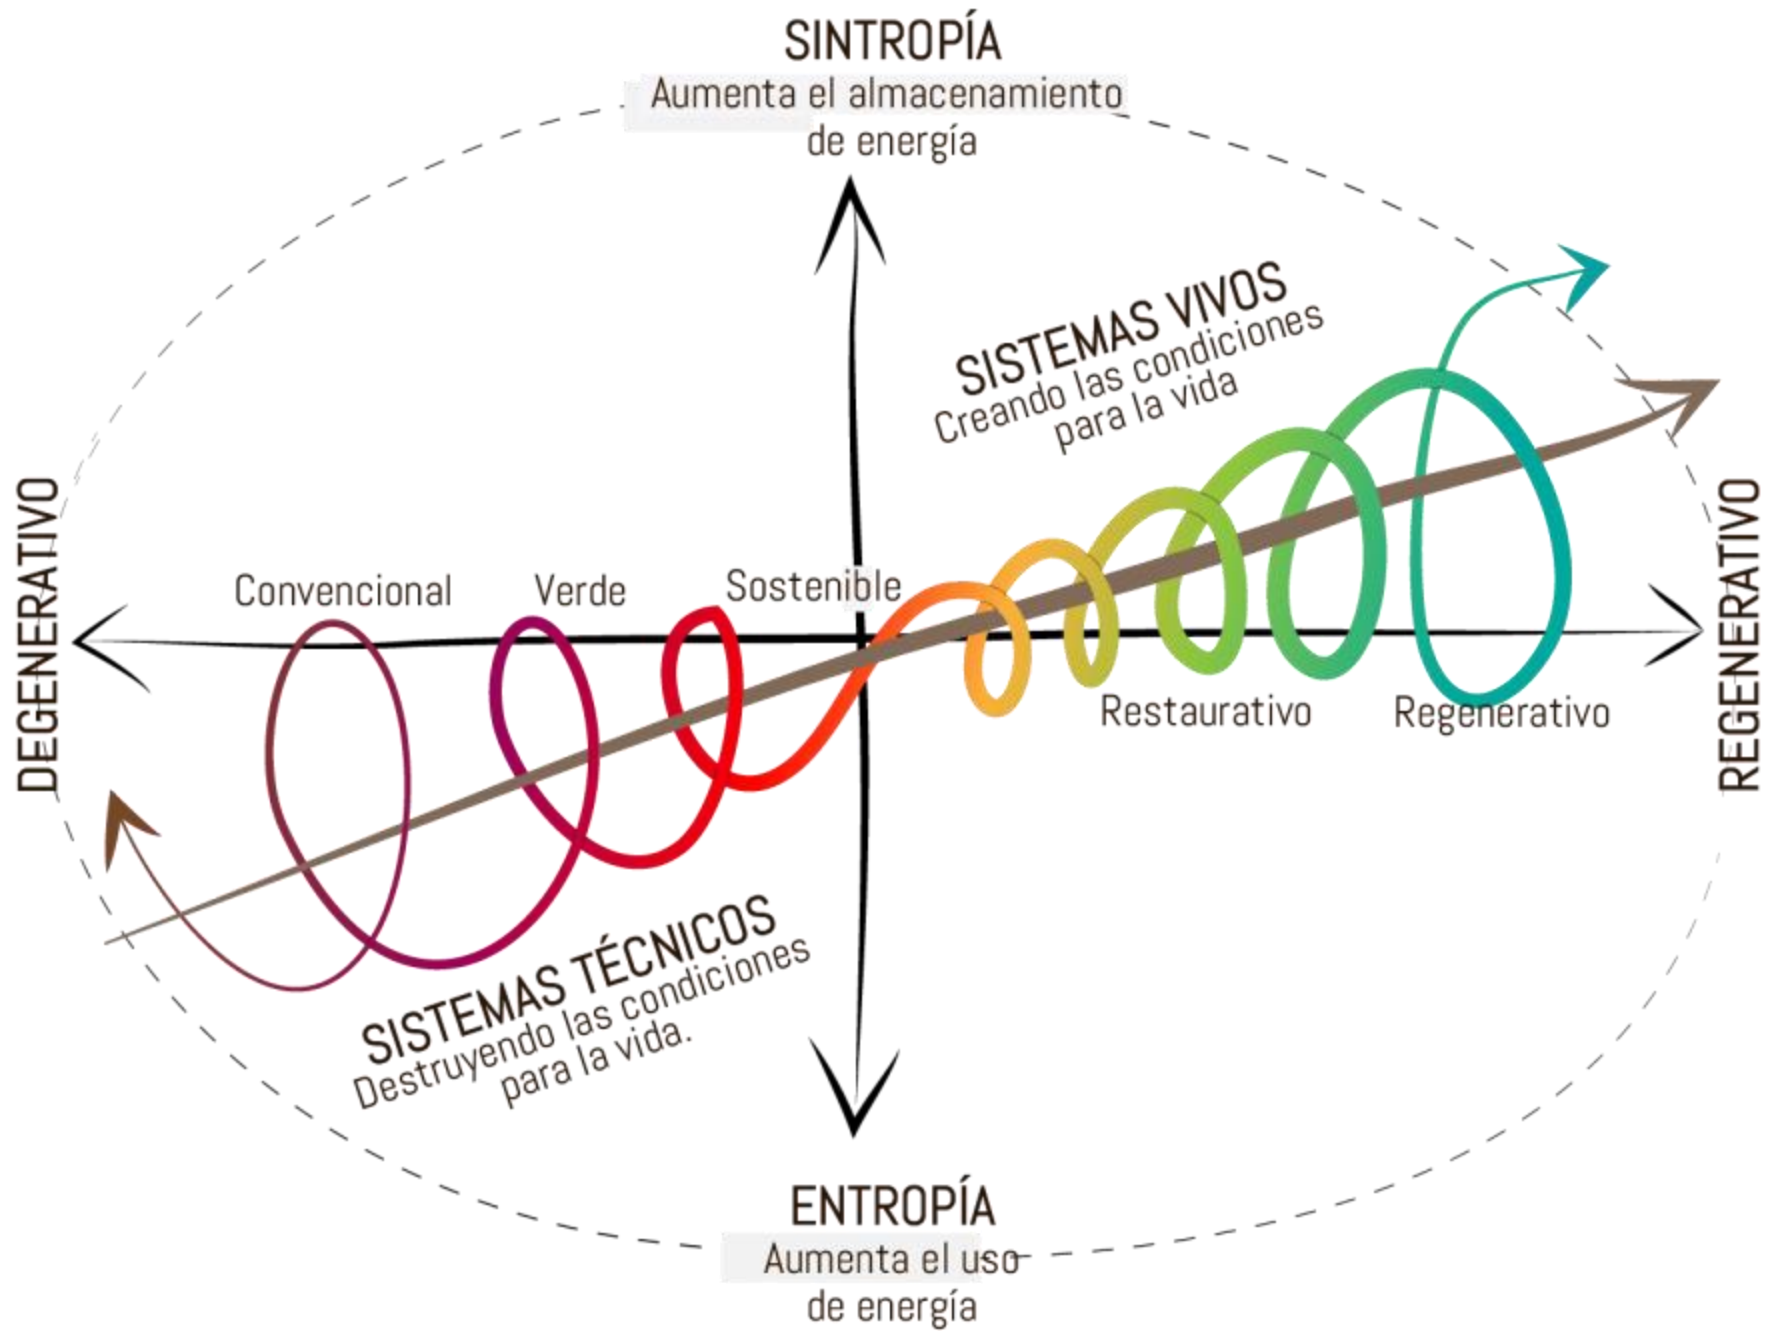 SINTROPÍA
Aumenta el almacenamiento
de energía
SISTEMAS VIVOS
Creando las condiciones
para la vida
DEGENERATIVO
REGENERATIVO
Convencional
Verde
Sostenible
Restaurativo
Regenerativo
SISTEMAS TÉCNICOS
Destruyendo las condiciones
para la vida.
ENTROPÍA
Aumenta el uso
de energía